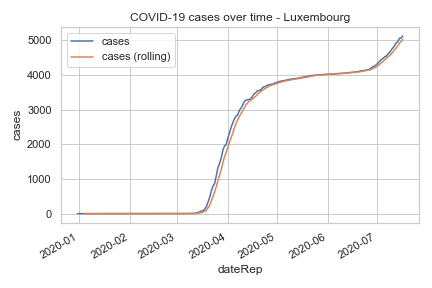 COVID-19 cases over time - Luxembourg
cases
cases (rolling)
5000
4000
3000
2000
1000
0
cases
2020-01
2020-02
2020-03
2020-04
2020-05
2020-06
2020-07
dateRep